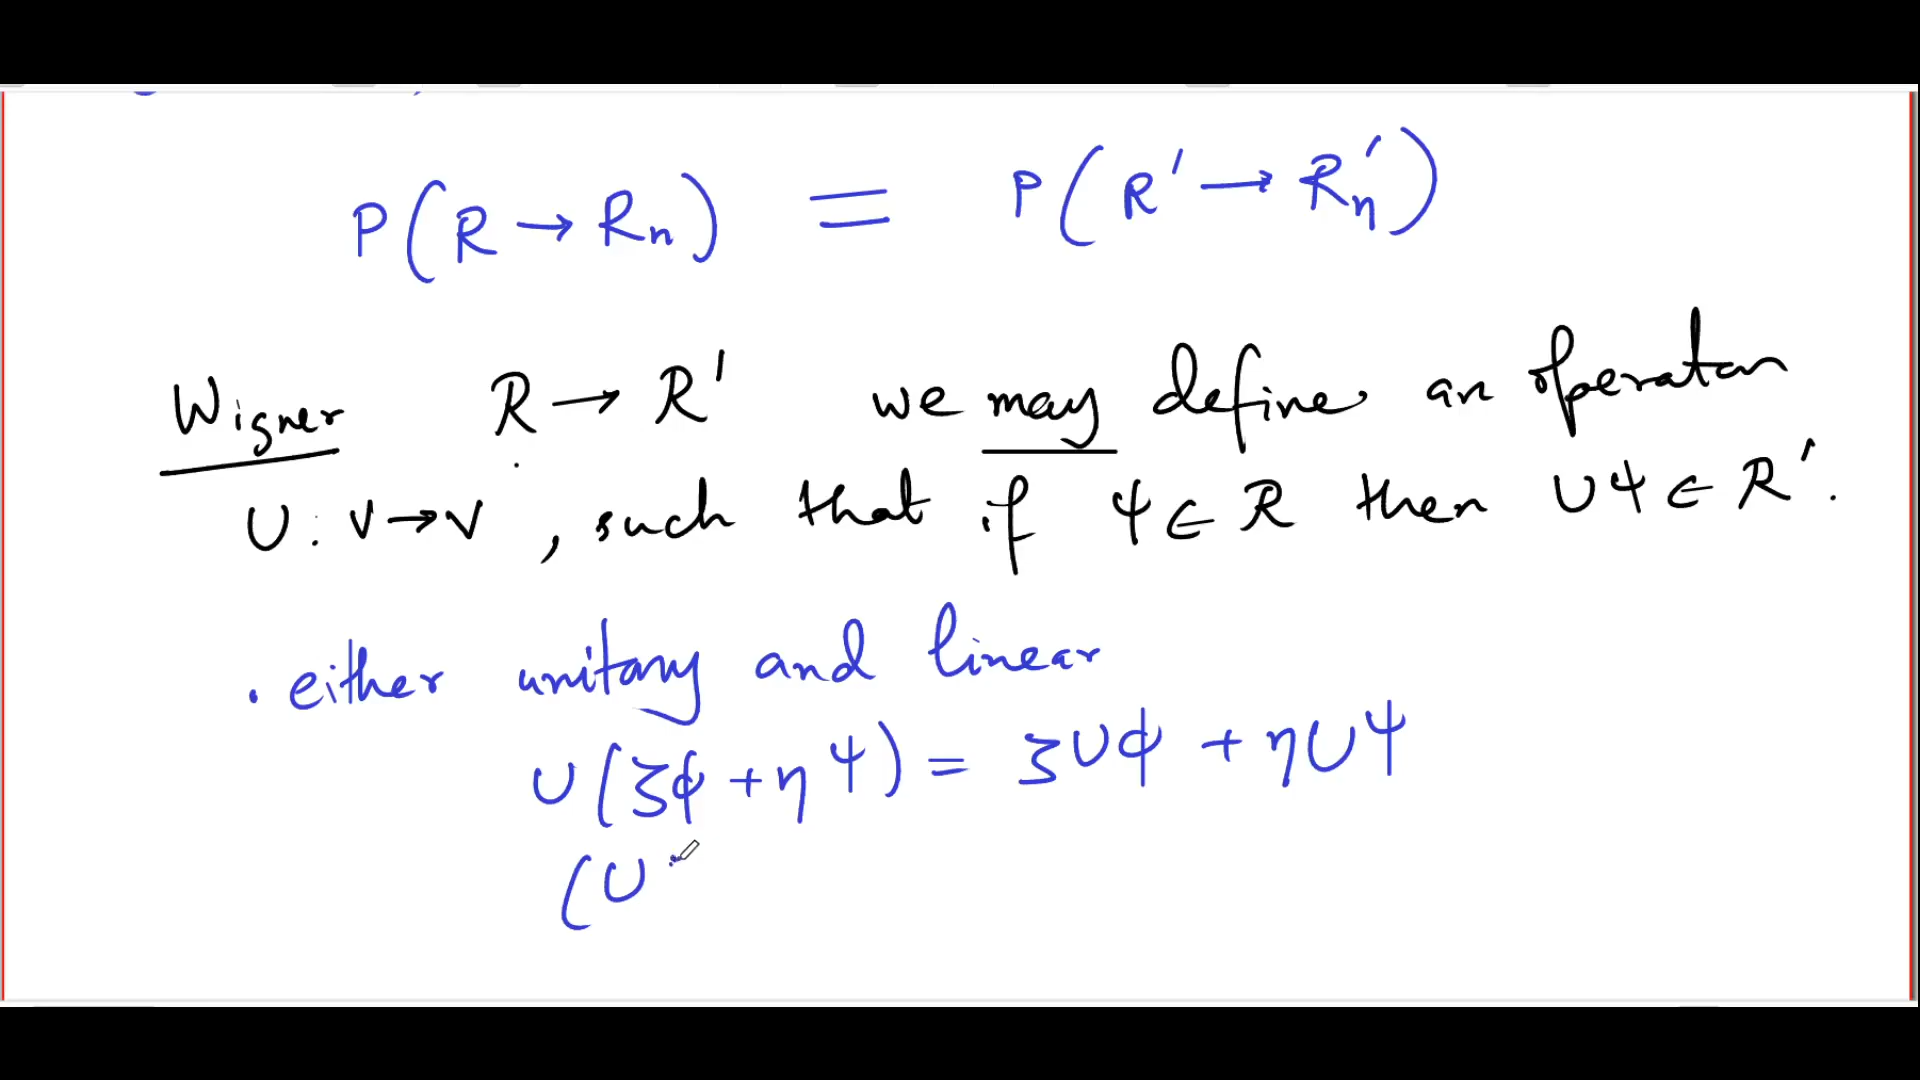 P(R → Rn) = P(R' → Rn')
Wigner R → R' we may define an operator
U : V → V , such that if Ψ ∈ R then UΨ ∈ R'.
. either unitary and linear
U(ξϕ + ηΨ) = ξUϕ + ηUΨ
(U